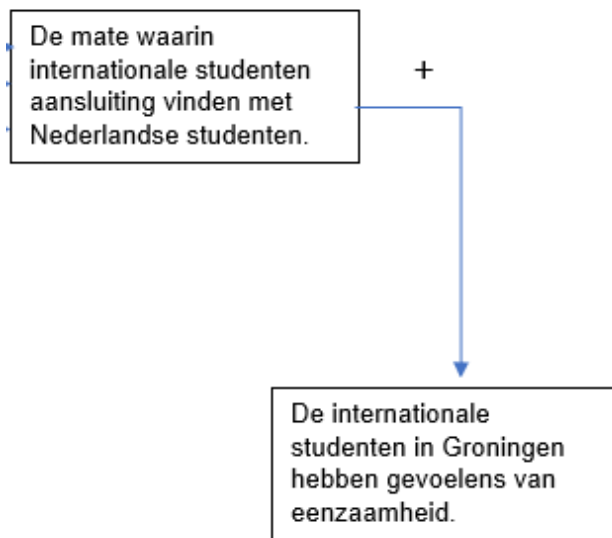 De mate waarin
internationale studenten
aansluiting vinden met
Nederlandse studenten.
+
De internationale
studenten in Groningen
hebben gevoelens van
eenzaamheid.